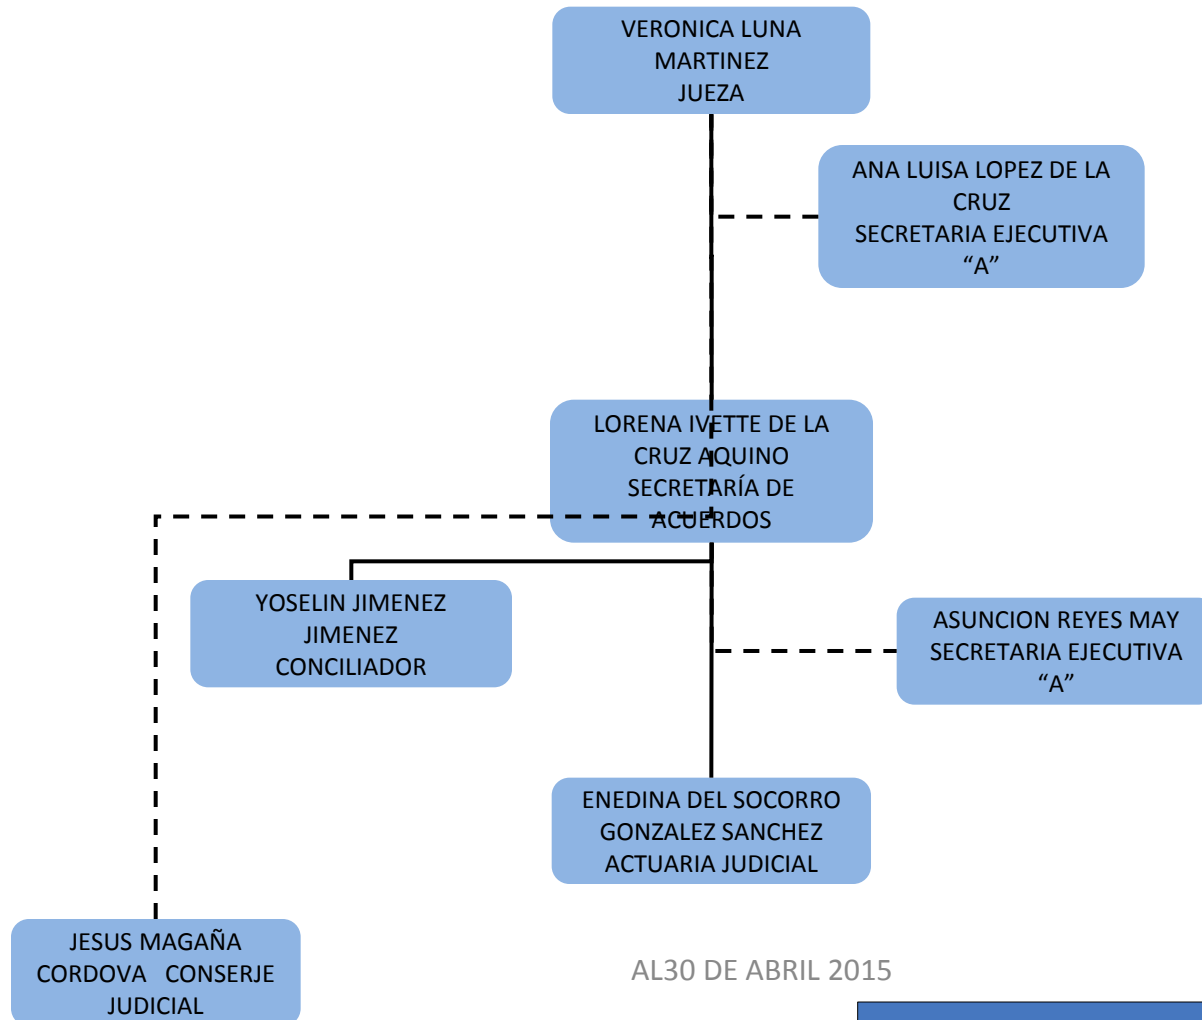 VERONICA LUNA
MARTINEZ
JUEZA
ANA LUISA LOPEZ DE LA
CRUZ
SECRETARIA EJECUTIVA
“A”
LORENA IVETTE DE LA
CRUZ AQUINO
SECRETARÍA DE
ACUERDOS
YOSELIN JIMENEZ
JIMENEZ
CONCILIADOR
ASUNCION REYES MAY
SECRETARIA EJECUTIVA
“A”
ENEDINA DEL SOCORRO
GONZALEZ SANCHEZ
ACTUARIA JUDICIAL
JESUS MAGAÑA
CORDOVA CONSERJE
JUDICIAL
AL30 DE ABRIL 2015